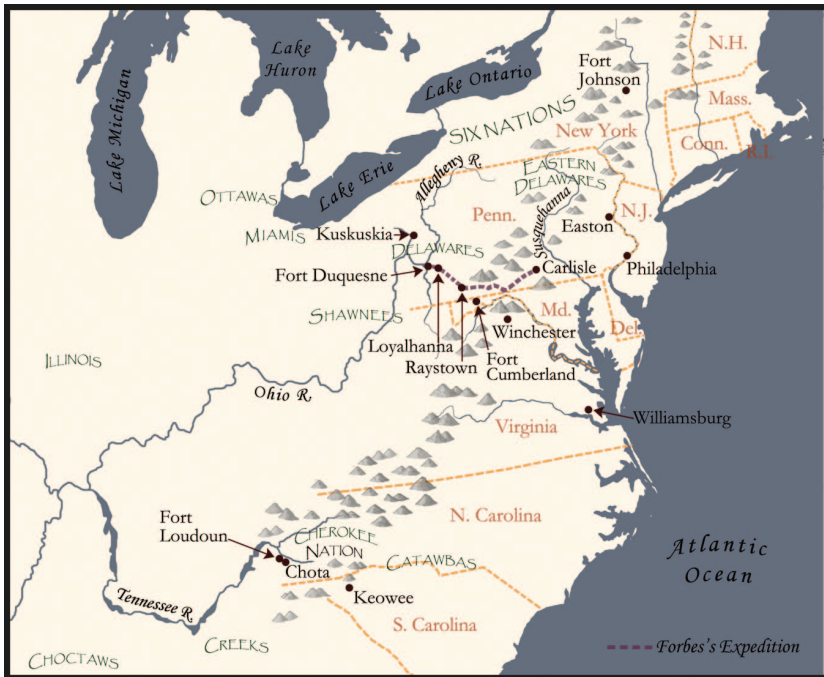 Lake
Huron
Lake Michigan
Lake Ontario
Lake Erie
Fort
Johnson
N.H.
Mass.
Conn.
R.I.
New York
SIX NATIONS
Allegheny R.
EASTERN
DELAWARES
OTTAWAS
MIAMIS
Kuskuskia
DELAWARES
Penn.
Susquehanna
Easton
N.J.
Fort Duquesne
Carlisle
Philadelphia
SHAWNEES
Loyalhanna
Raystown
Fort
Cumberland
Winchester
Md.
Del.
ILLINOIS
Ohio R.
Virginia
Williamsburg
N. Carolina
Fort
Loudoun
CHEROKEE
NATION
Chota
CATAWBAS
Keowee
Tennessee R.
S. Carolina
CREEKS
CHOCTAWS
Atlantic
Ocean
Forbes's Expedition